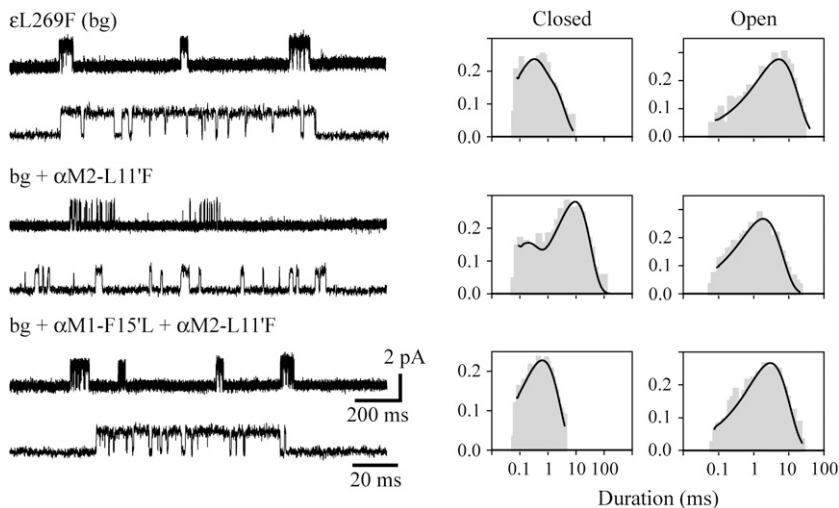 εL269F (bg)
bg + αM2-L11'F
bg + αM1-F15'L + αM2-L11'F
2 pA
200 ms
20 ms
Closed
Open
0.2
0.1
0.0
0.2
0.1
0.0
0.2
0.1
0.0
0.2
0.1
0.0
0.2
0.1
0.0
0.2
0.1
0.0
0.1 1 10 100
0.1 1 10 100
Duration (ms)